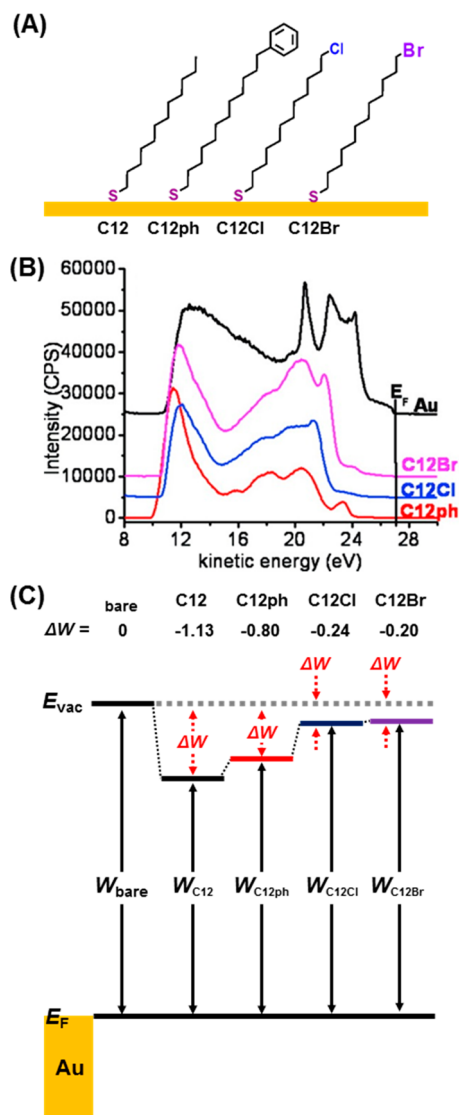 (A)
Cl
Br
S S S S
C12 C12ph C12Cl C12Br
(B)
60000
50000
40000
30000
20000
10000
0
Intensity (CPS)
EF Au
C12Br
C12Cl
C12ph
8 12 16 20 24 28
kinetic energy (eV)
(C)
bare C12 C12ph C12Cl C12Br
ΔW = 0 -1.13 -0.80 -0.24 -0.20
ΔW ΔW
Evac
ΔW ΔW
Wbare WC12 WC12ph WC12Cl WC12Br
EF
Au